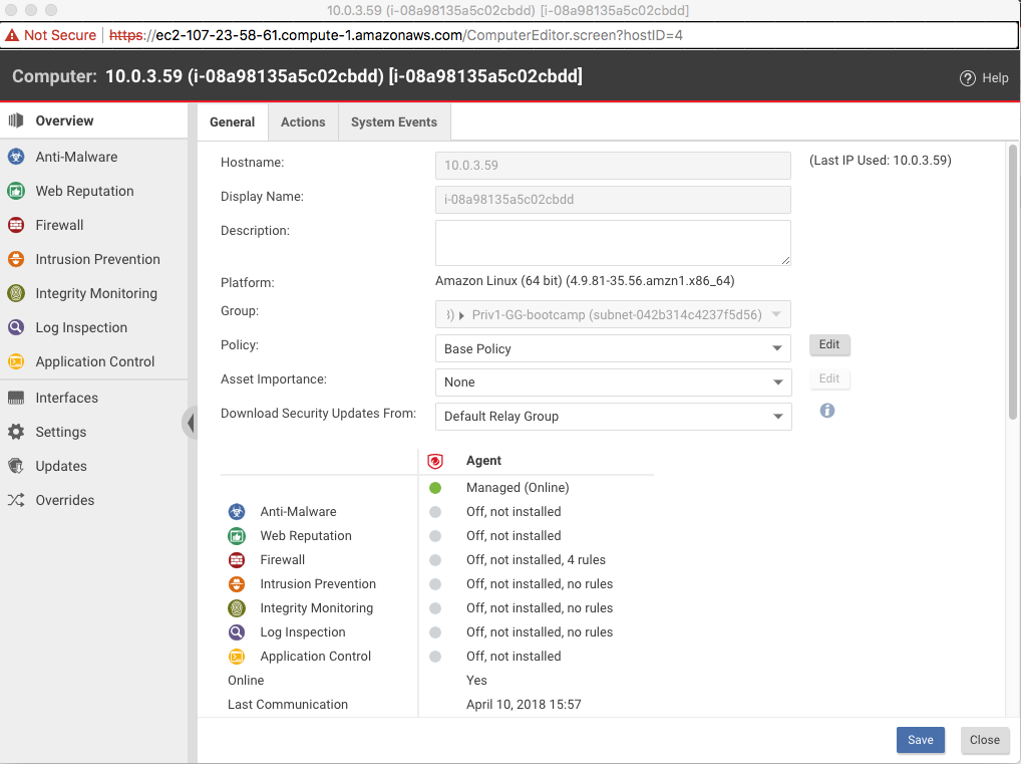 10.0.3.59 (i-08a98135a5c02cbdd) [i-08a98135a5c02cbdd]
Not Secure | https://ec2-107-23-58-61.compute-1.amazonaws.com/ComputerEditor.screen?hostID=4
Computer: 10.0.3.59 (i-08a98135a5c02cbdd) [i-08a98135a5c02cbdd]
Help
Overview
Anti-Malware
Web Reputation
Firewall
Intrusion Prevention
Integrity Monitoring
Log Inspection
Application Control
Interfaces
Settings
Updates
Overrides
General Actions System Events
Hostname: 10.0.3.59 (Last IP Used: 10.0.3.59)
Display Name: i-08a98135a5c02cbdd
Description:
Platform: Amazon Linux (64 bit) (4.9.81-35.56.amzn1.x86_64)
Group: Priv1-GG-bootcamp (subnet-042b314c4237f5d56)
Policy: Base Policy Edit
Asset Importance: None Edit
Download Security Updates From: Default Relay Group
Agent
Managed (Online)
Anti-Malware Off, not installed
Web Reputation Off, not installed
Firewall Off, not installed, 4 rules
Intrusion Prevention Off, not installed, no rules
Integrity Monitoring Off, not installed, no rules
Log Inspection Off, not installed, no rules
Application Control Off, not installed
Online Yes
Last Communication April 10, 2018 15:57
Save Close